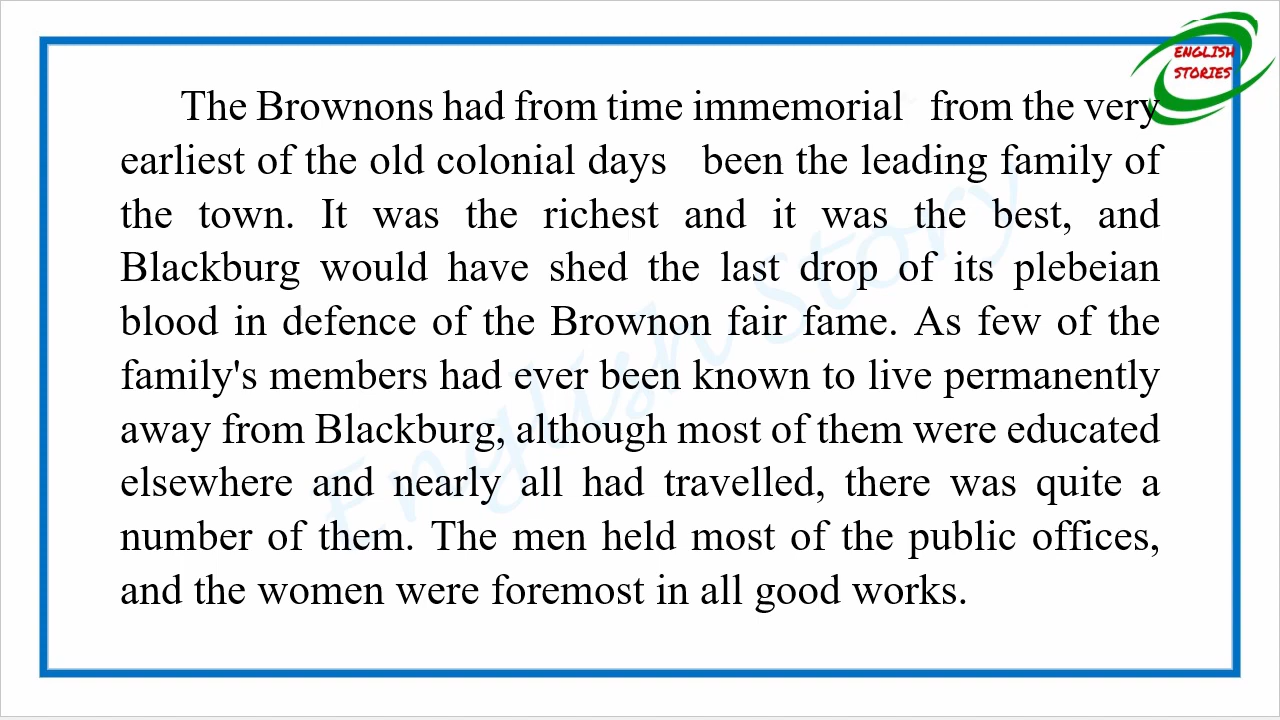 ENGLISH
STORIES
The Brownons had from time immemorial from the very
earliest of the old colonial days been the leading family of
the town. It was the richest and it was the best, and
Blackburg would have shed the last drop of its plebeian
blood in defence of the Brownon fair fame. As few of the
family's members had ever been known to live permanently
away from Blackburg, although most of them were educated
elsewhere and nearly all had travelled, there was quite a
number of them. The men held most of the public offices,
and the women were foremost in all good works.
English Story